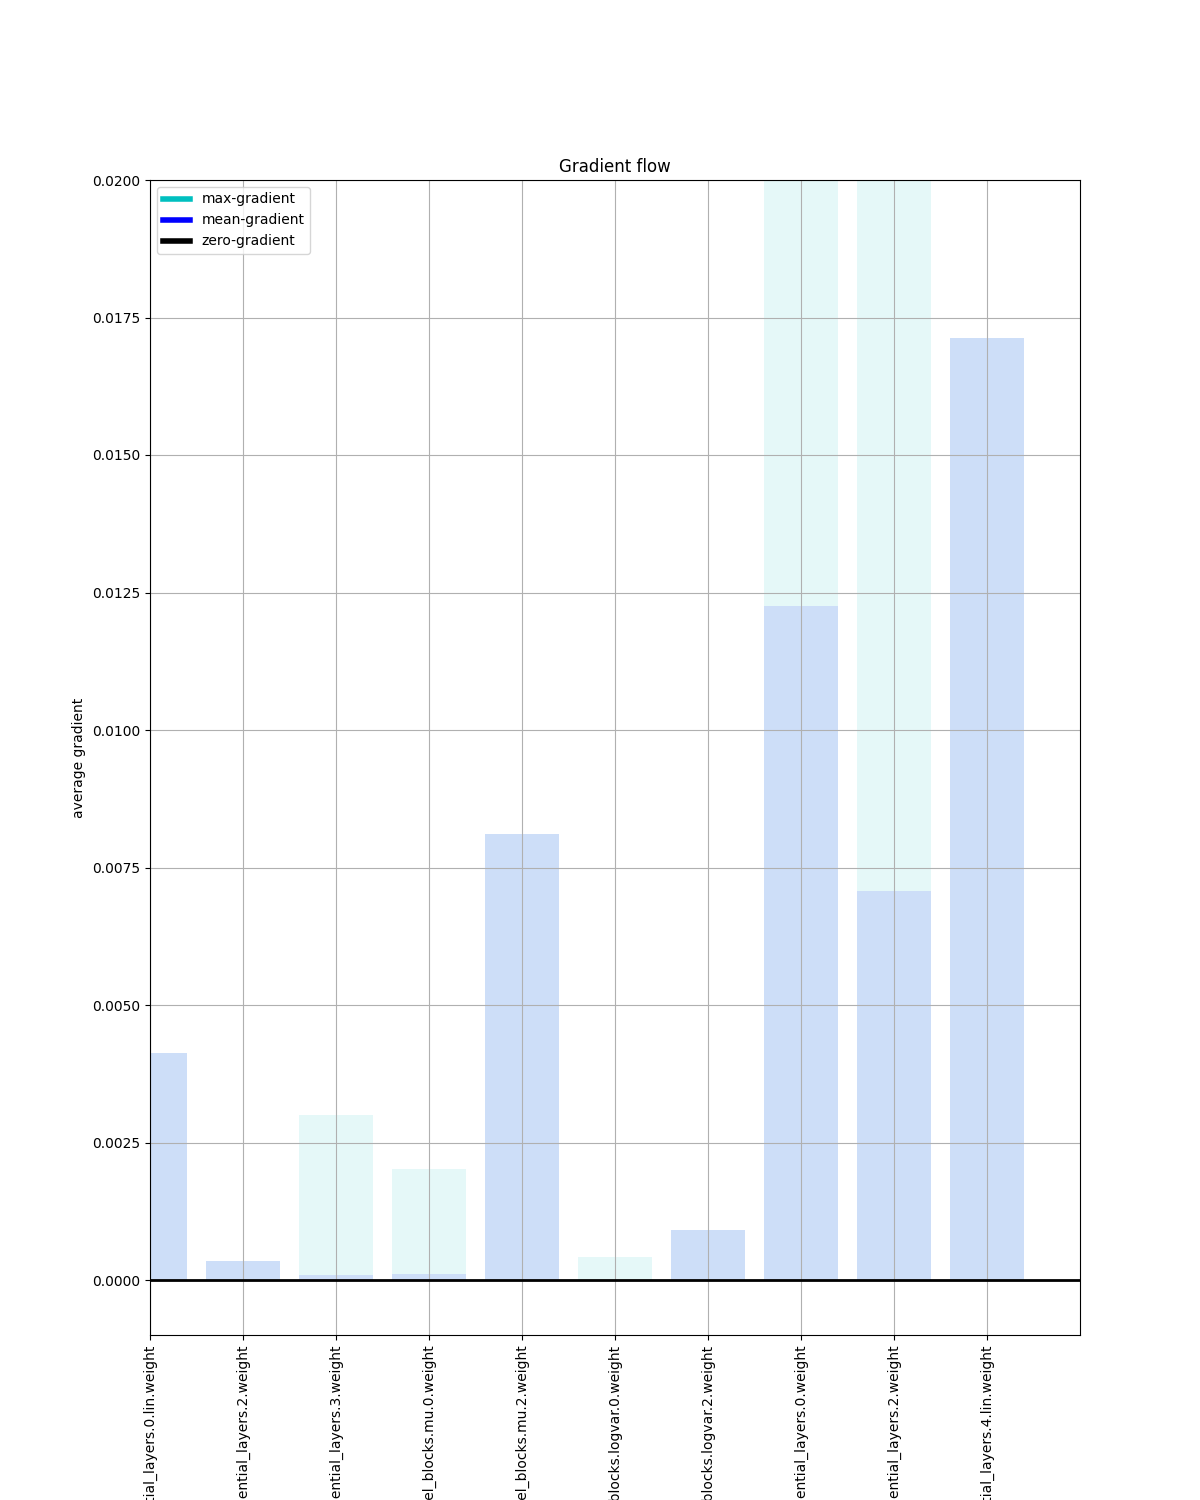 Gradient flow
max-gradient
mean-gradient
zero-gradient
0.0200
0.0175
0.0150
0.0125
0.0100
0.0075
0.0050
0.0025
0.0000
average gradient
tial_layers.0.lin.weight
ential_layers.2.weight
ential_layers.3.weight
el_blocks.mu.0.weight
el_blocks.mu.2.weight
blocks.logvar.0.weight
blocks.logvar.2.weight
ential_layers.0.weight
ential_layers.2.weight
tial_layers.4.lin.weight